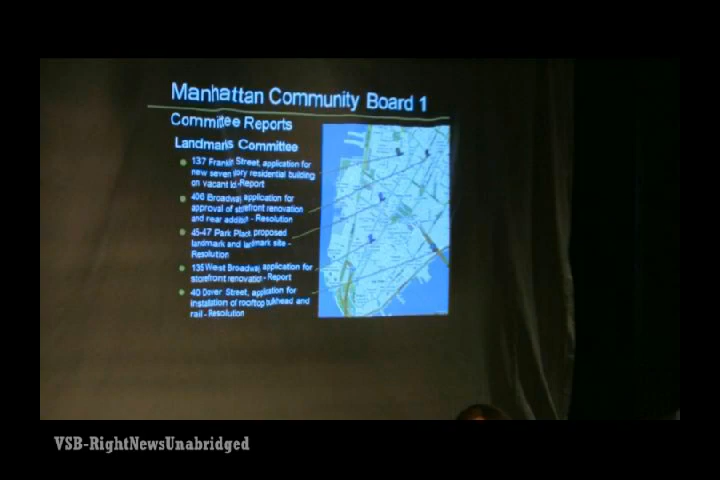 Manhattan Community Board 1
Committee Reports
Landmarks Committee
137 Franklin Street, application for
new seven story residential building
on vacant lot - Report
406 Broadway, application for
approval of storefront renovation
and rear addition - Resolution
45-47 Park Place, proposed
landmark and landmark site -
Resolution
135 West Broadway, application for
storefront renovation - Report
40 Dover Street, application for
installation of rooftop bulkhead and
rail - Resolution
VSB-RightNewsUnabridged